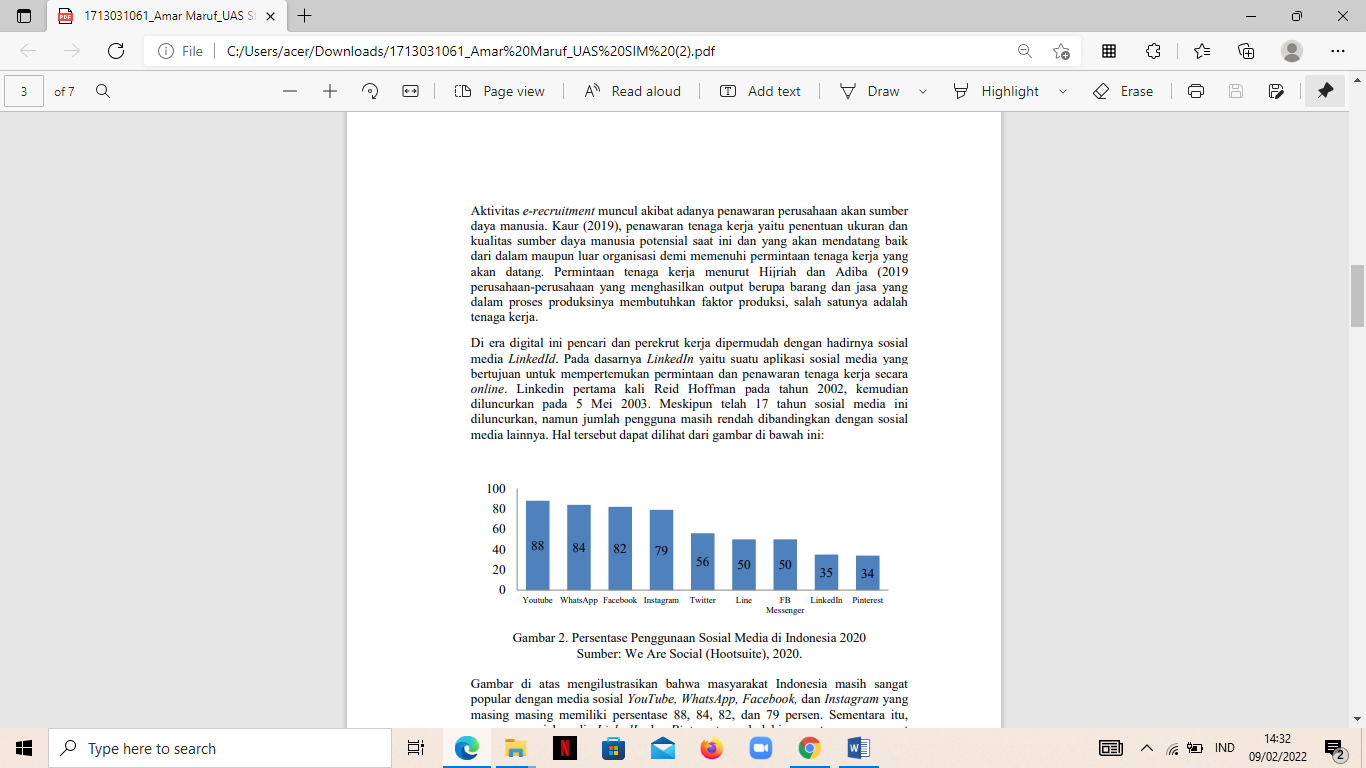 1713031061_Amar Maruf_UAS SI
File
C:/Users/acer/Downloads/1713031061_Amar%20Maruf_UAS%20SIM%20(2).pdf
3 of 7 Page view Read aloud Add text Draw Highlight Erase
Aktivitas e-recruitment muncul akibat adanya penawaran perusahaan akan sumber
daya manusia. Kaur (2019), penawaran tenaga kerja yaitu penentuan ukuran dan
kualitas sumber daya manusia potensial saat ini dan yang akan mendatang baik
dari dalam maupun luar organisasi demi memenuhi permintaan tenaga kerja yang
akan datang. Permintaan tenaga kerja menurut Hijriah dan Adiba (2019
perusahaan-perusahaan yang menghasilkan output berupa barang dan jasa yang
dalam proses produksinya membutuhkan faktor produksi, salah satunya adalah
tenaga kerja.
Di era digital ini pencari dan perekrut kerja dipermudah dengan hadirnya sosial
media LinkedId. Pada dasarnya LinkedIn yaitu suatu aplikasi sosial media yang
bertujuan untuk mempertemukan permintaan dan penawaran tenaga kerja secara
online. Linkedin pertama kali Reid Hoffman pada tahun 2002, kemudian
diluncurkan pada 5 Mei 2003. Meskipun telah 17 tahun sosial media ini
diluncurkan, namun jumlah pengguna masih rendah dibandingkan dengan sosial
media lainnya. Hal tersebut dapat dilihat dari gambar di bawah ini:
100
80
60
40
20
0
88 84 82 79 56 50 50 35 34
Youtube WhatsApp Facebook Instagram Twitter Line FB Messenger LinkedIn Pinterest
Gambar 2. Persentase Penggunaan Sosial Media di Indonesia 2020
Sumber: We Are Social (Hootsuite), 2020.
Gambar di atas mengilustrasikan bahwa masyarakat Indonesia masih sangat
popular dengan media sosial YouTube, WhatsApp, Facebook, dan Instagram yang
masing masing memiliki persentase 88, 84, 82, dan 79 persen. Sementara itu,
Type here to search
IND
14:32
09/02/2022
2